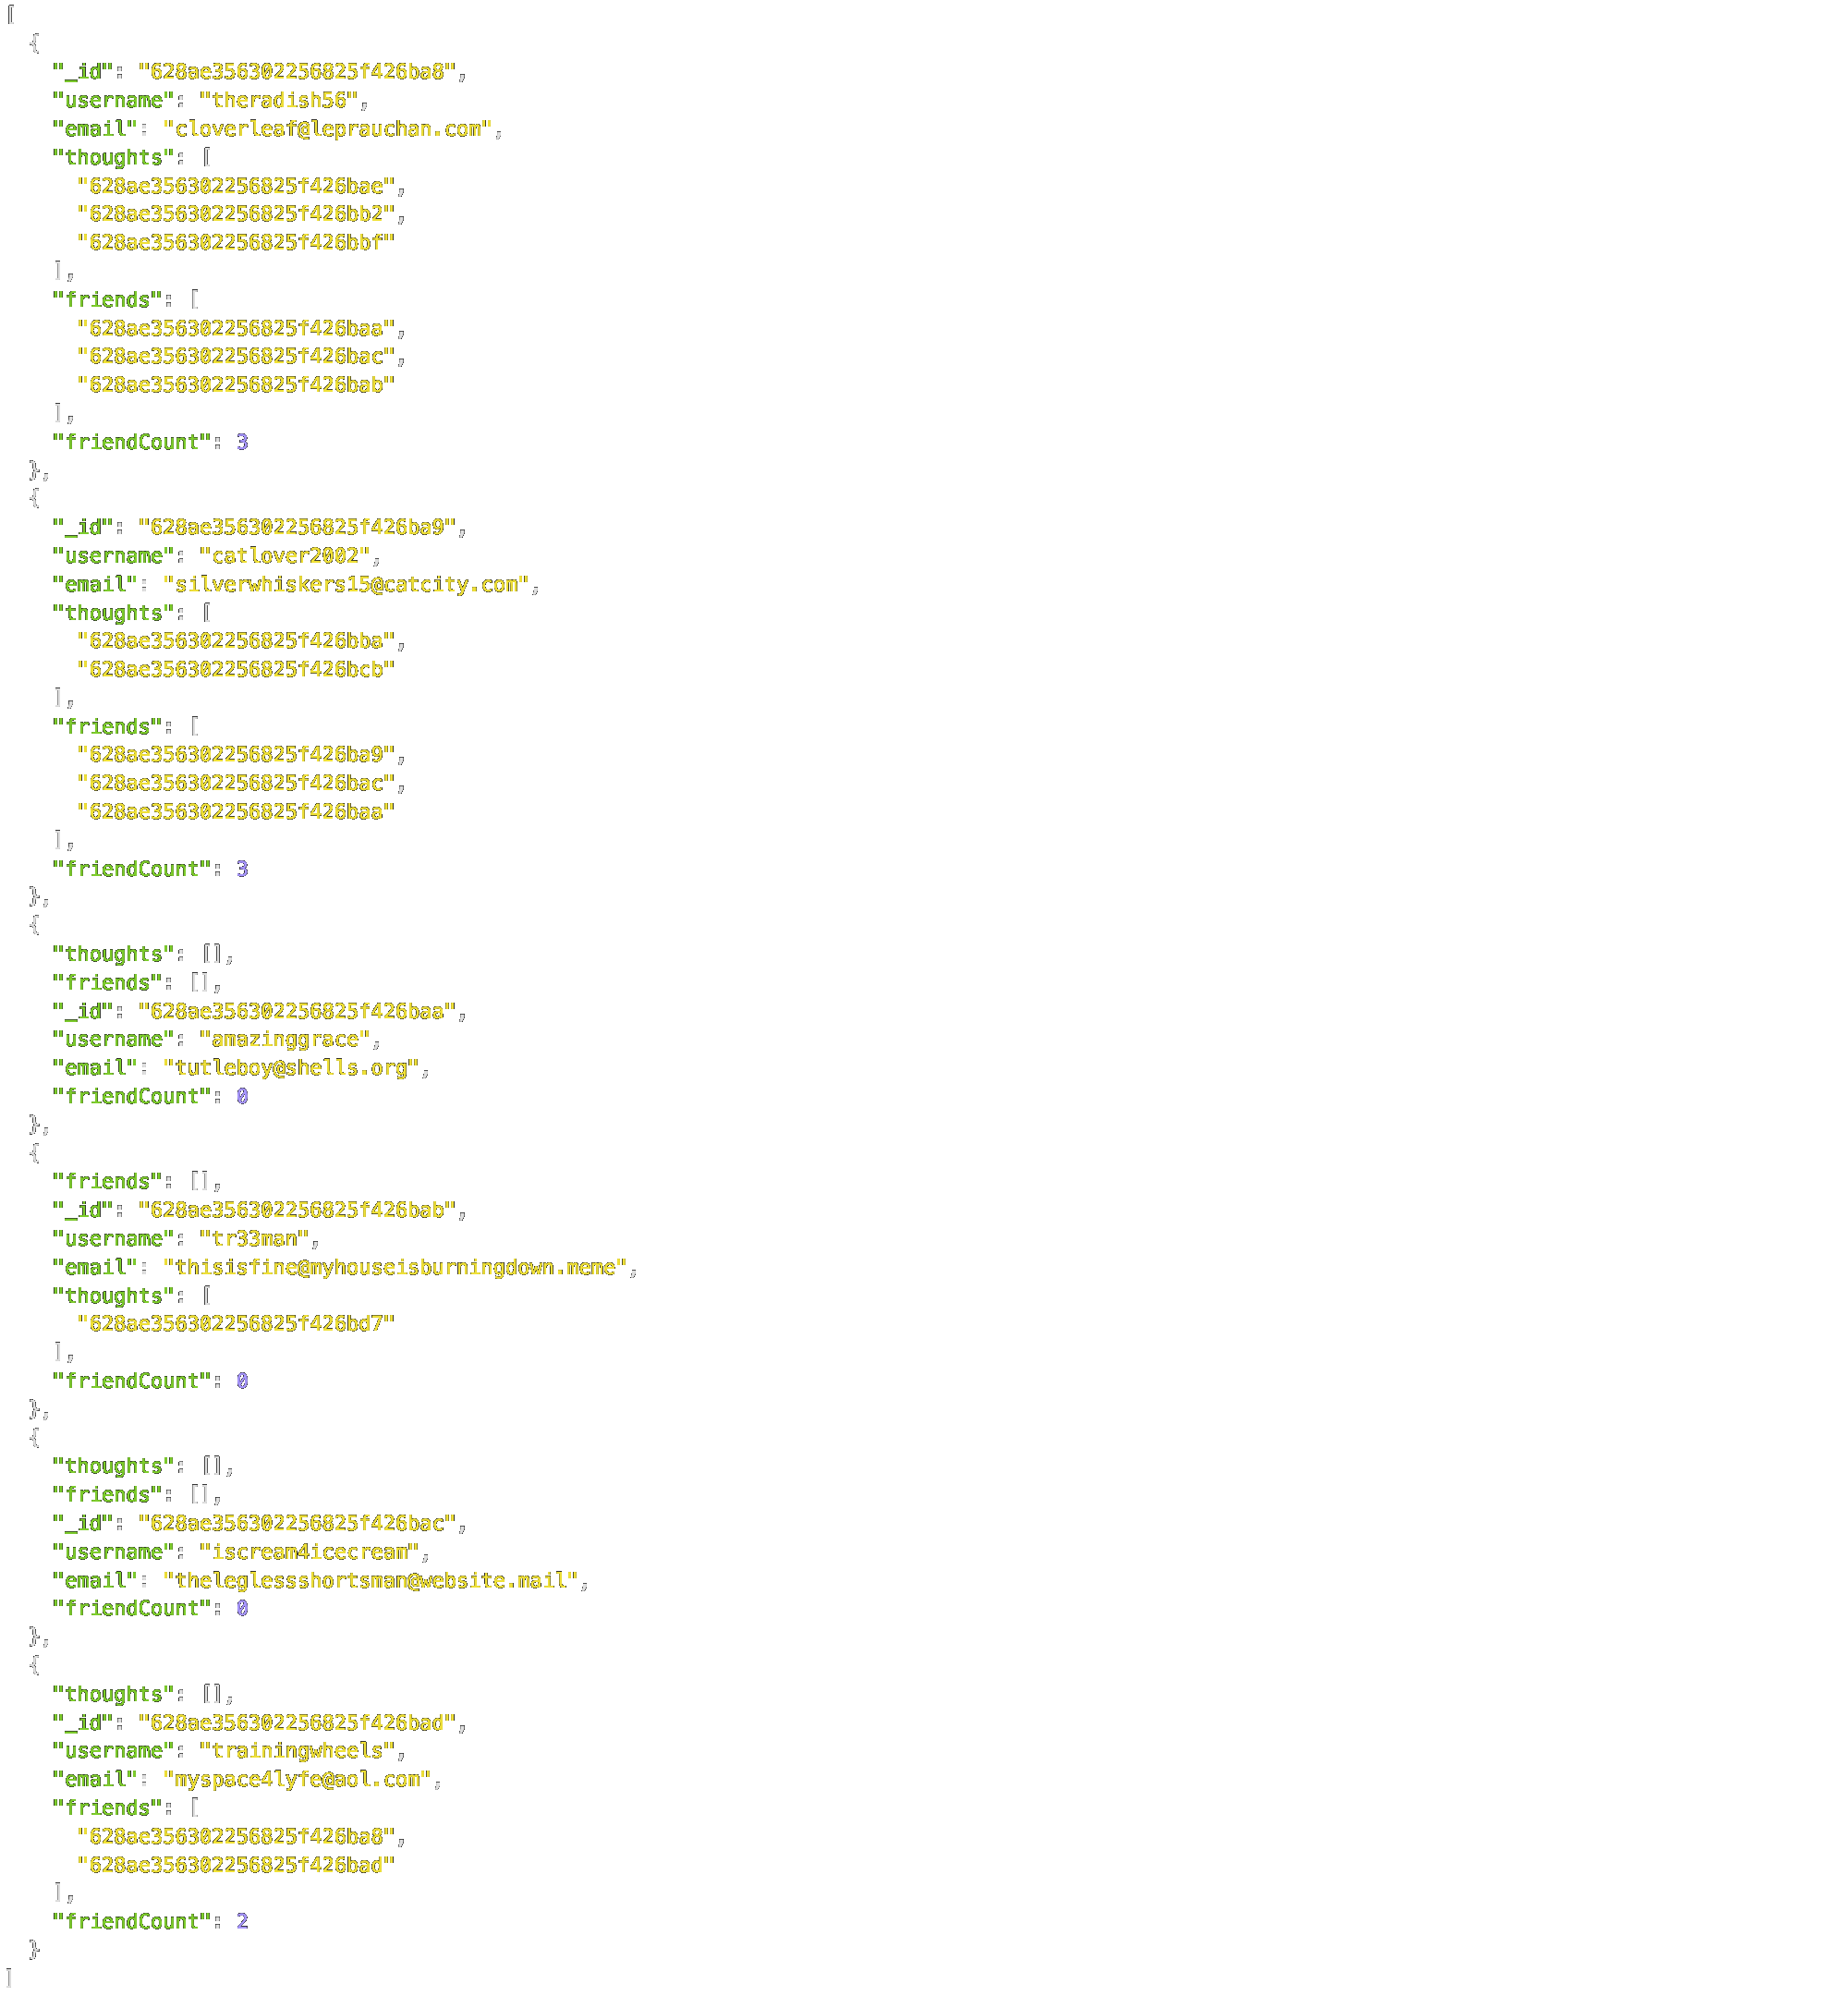 [
  {
    "_id": "628ae356302256825f426ba8",
    "username": "theradish56",
    "email": "cloverleaf@leprauchan.com",
    "thoughts": [
      "628ae356302256825f426bae",
      "628ae356302256825f426bb2",
      "628ae356302256825f426bbf"
    ],
    "friends": [
      "628ae356302256825f426baa",
      "628ae356302256825f426bac",
      "628ae356302256825f426bab"
    ],
    "friendCount": 3
  },
  {
    "_id": "628ae356302256825f426ba9",
    "username": "catlover2002",
    "email": "silverwhiskers15@catcity.com",
    "thoughts": [
      "628ae356302256825f426bba",
      "628ae356302256825f426bcb"
    ],
    "friends": [
      "628ae356302256825f426ba9",
      "628ae356302256825f426bac",
      "628ae356302256825f426baa"
    ],
    "friendCount": 3
  },
  {
    "thoughts": [],
    "friends": [],
    "_id": "628ae356302256825f426baa",
    "username": "amazinggrace",
    "email": "tutleboy@shells.org",
    "friendCount": 0
  },
  {
    "friends": [],
    "_id": "628ae356302256825f426bab",
    "username": "tr33man",
    "email": "thisisfine@myhouseisburningdown.meme",
    "thoughts": [
      "628ae356302256825f426bd7"
    ],
    "friendCount": 0
  },
  {
    "thoughts": [],
    "friends": [],
    "_id": "628ae356302256825f426bac",
    "username": "iscream4icecream",
    "email": "theleglessshortsman@website.mail",
    "friendCount": 0
  },
  {
    "thoughts": [],
    "_id": "628ae356302256825f426bad",
    "username": "trainingwheels",
    "email": "myspace4lyfe@aol.com",
    "friends": [
      "628ae356302256825f426ba8",
      "628ae356302256825f426bad"
    ],
    "friendCount": 2
  }
]